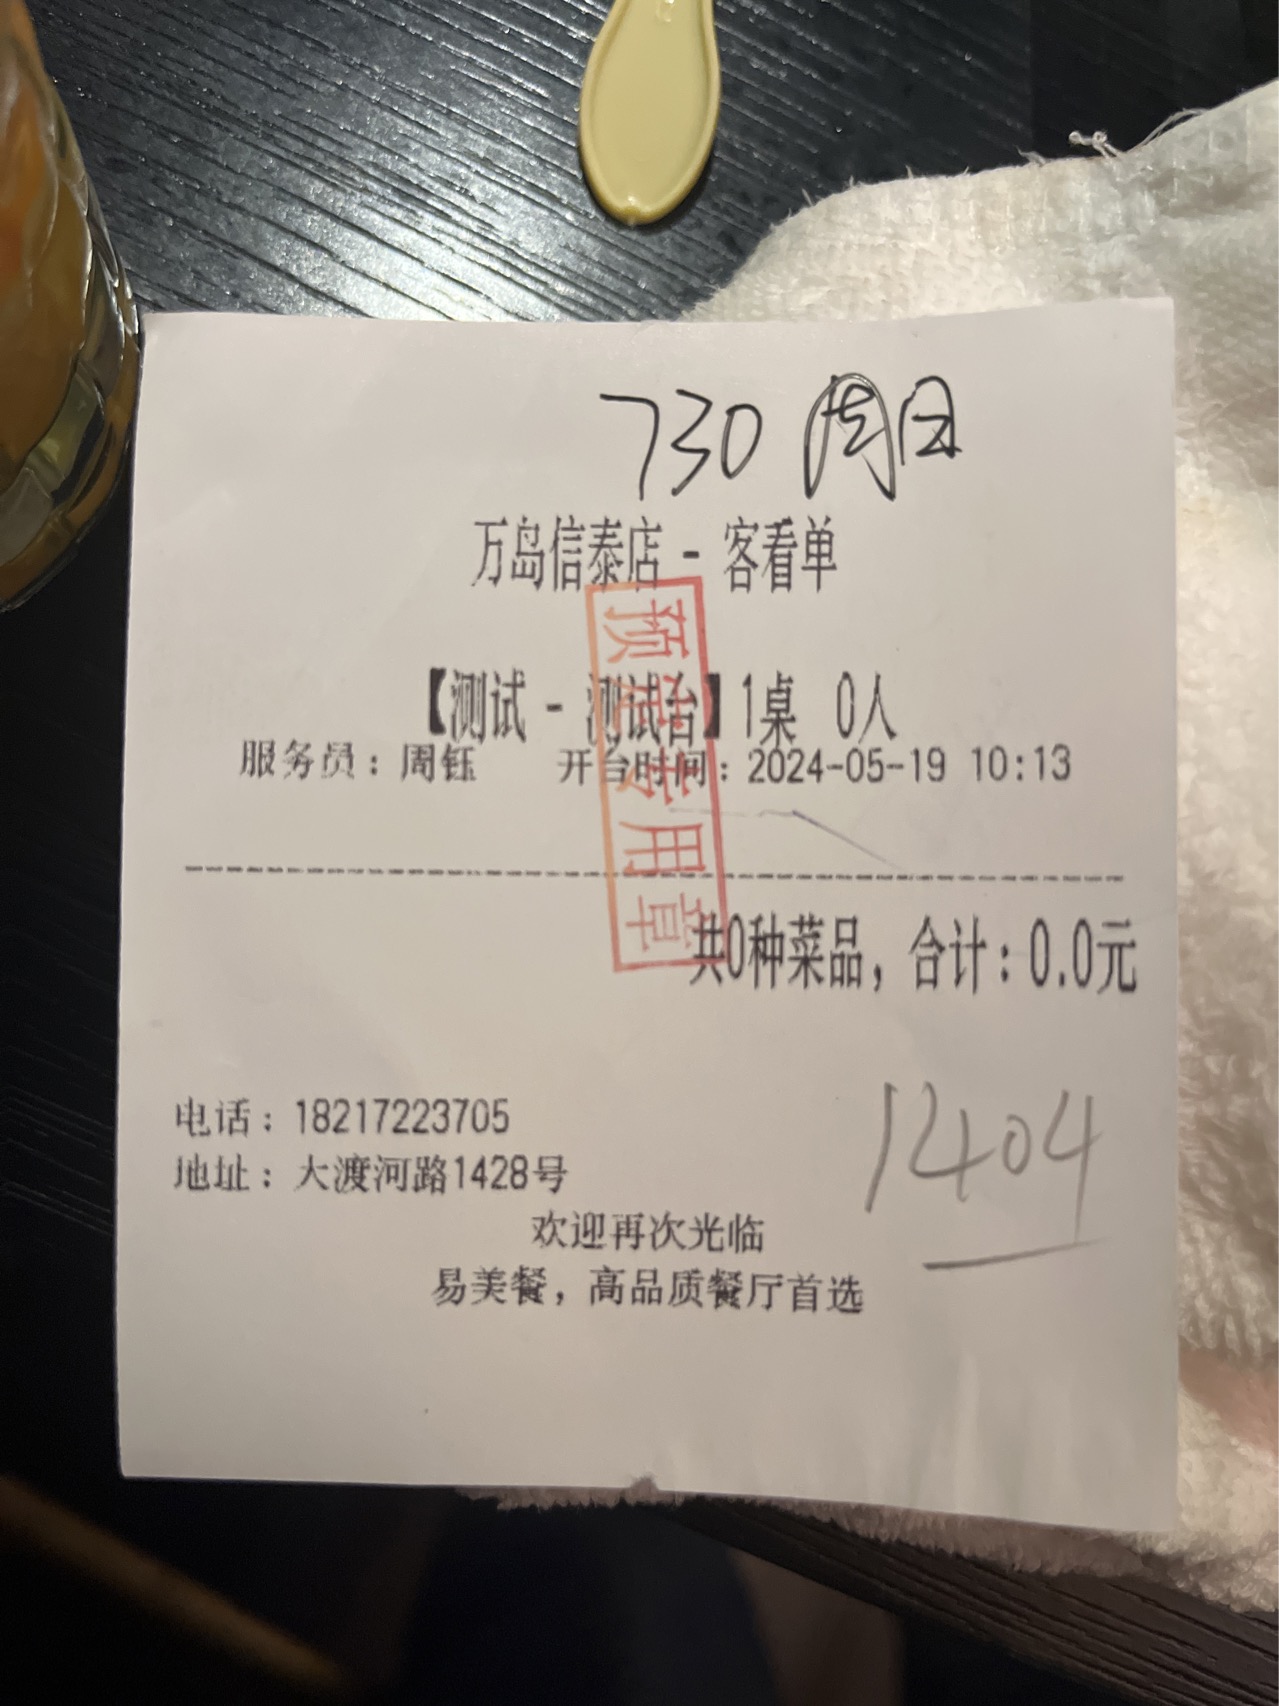 730 周日
万岛信泰店 - 客看单
【测试 - 测试台】1桌 0人
服务员：周钰 开台时间：2024-05-19 10:13
预定专用章
共0种菜品，合计：0.0元
电话：18217223705
地址：大渡河路1428号
1404
欢迎再次光临
易美餐，高品质餐厅首选